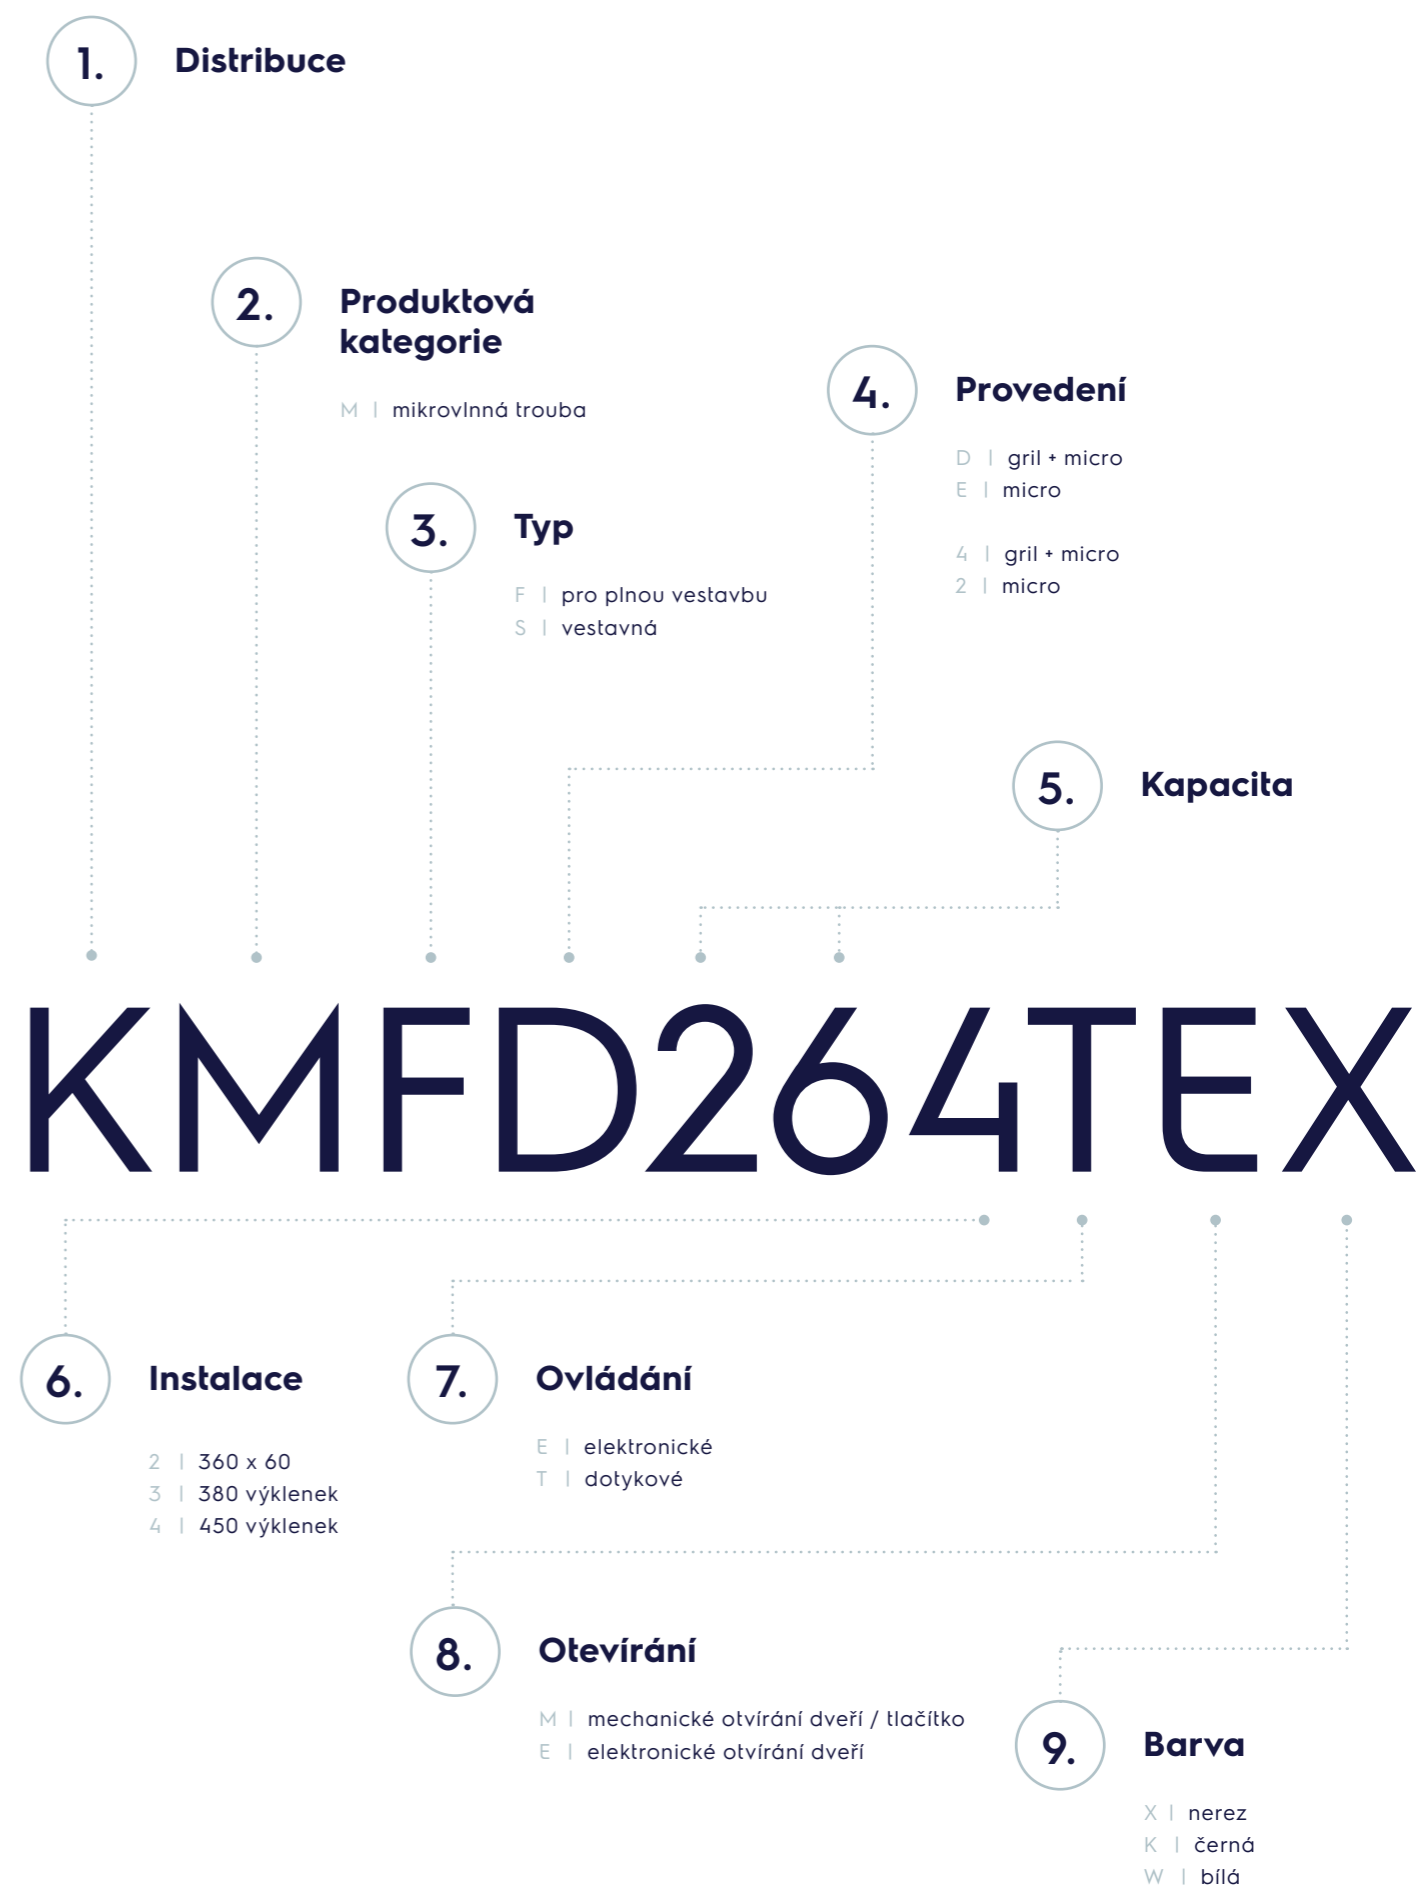 1. Distribuce
2. Produktová
kategorie
M | mikrovlnná trouba
3. Typ
F | pro plnou vestavbu
S | vestavná
4. Provedení
D | gril + micro
E | micro
4 | gril + micro
2 | micro
5. Kapacita
KMFD264TEX
6. Instalace
2 | 360 x 60
3 | 380 výklenek
4 | 450 výklenek
7. Ovládání
E | elektronické
T | dotykové
8. Otevírání
M | mechanické otvírání dveří / tlačítko
E | elektronické otvírání dveří
9. Barva
X | nerez
K | černá
W | bílá